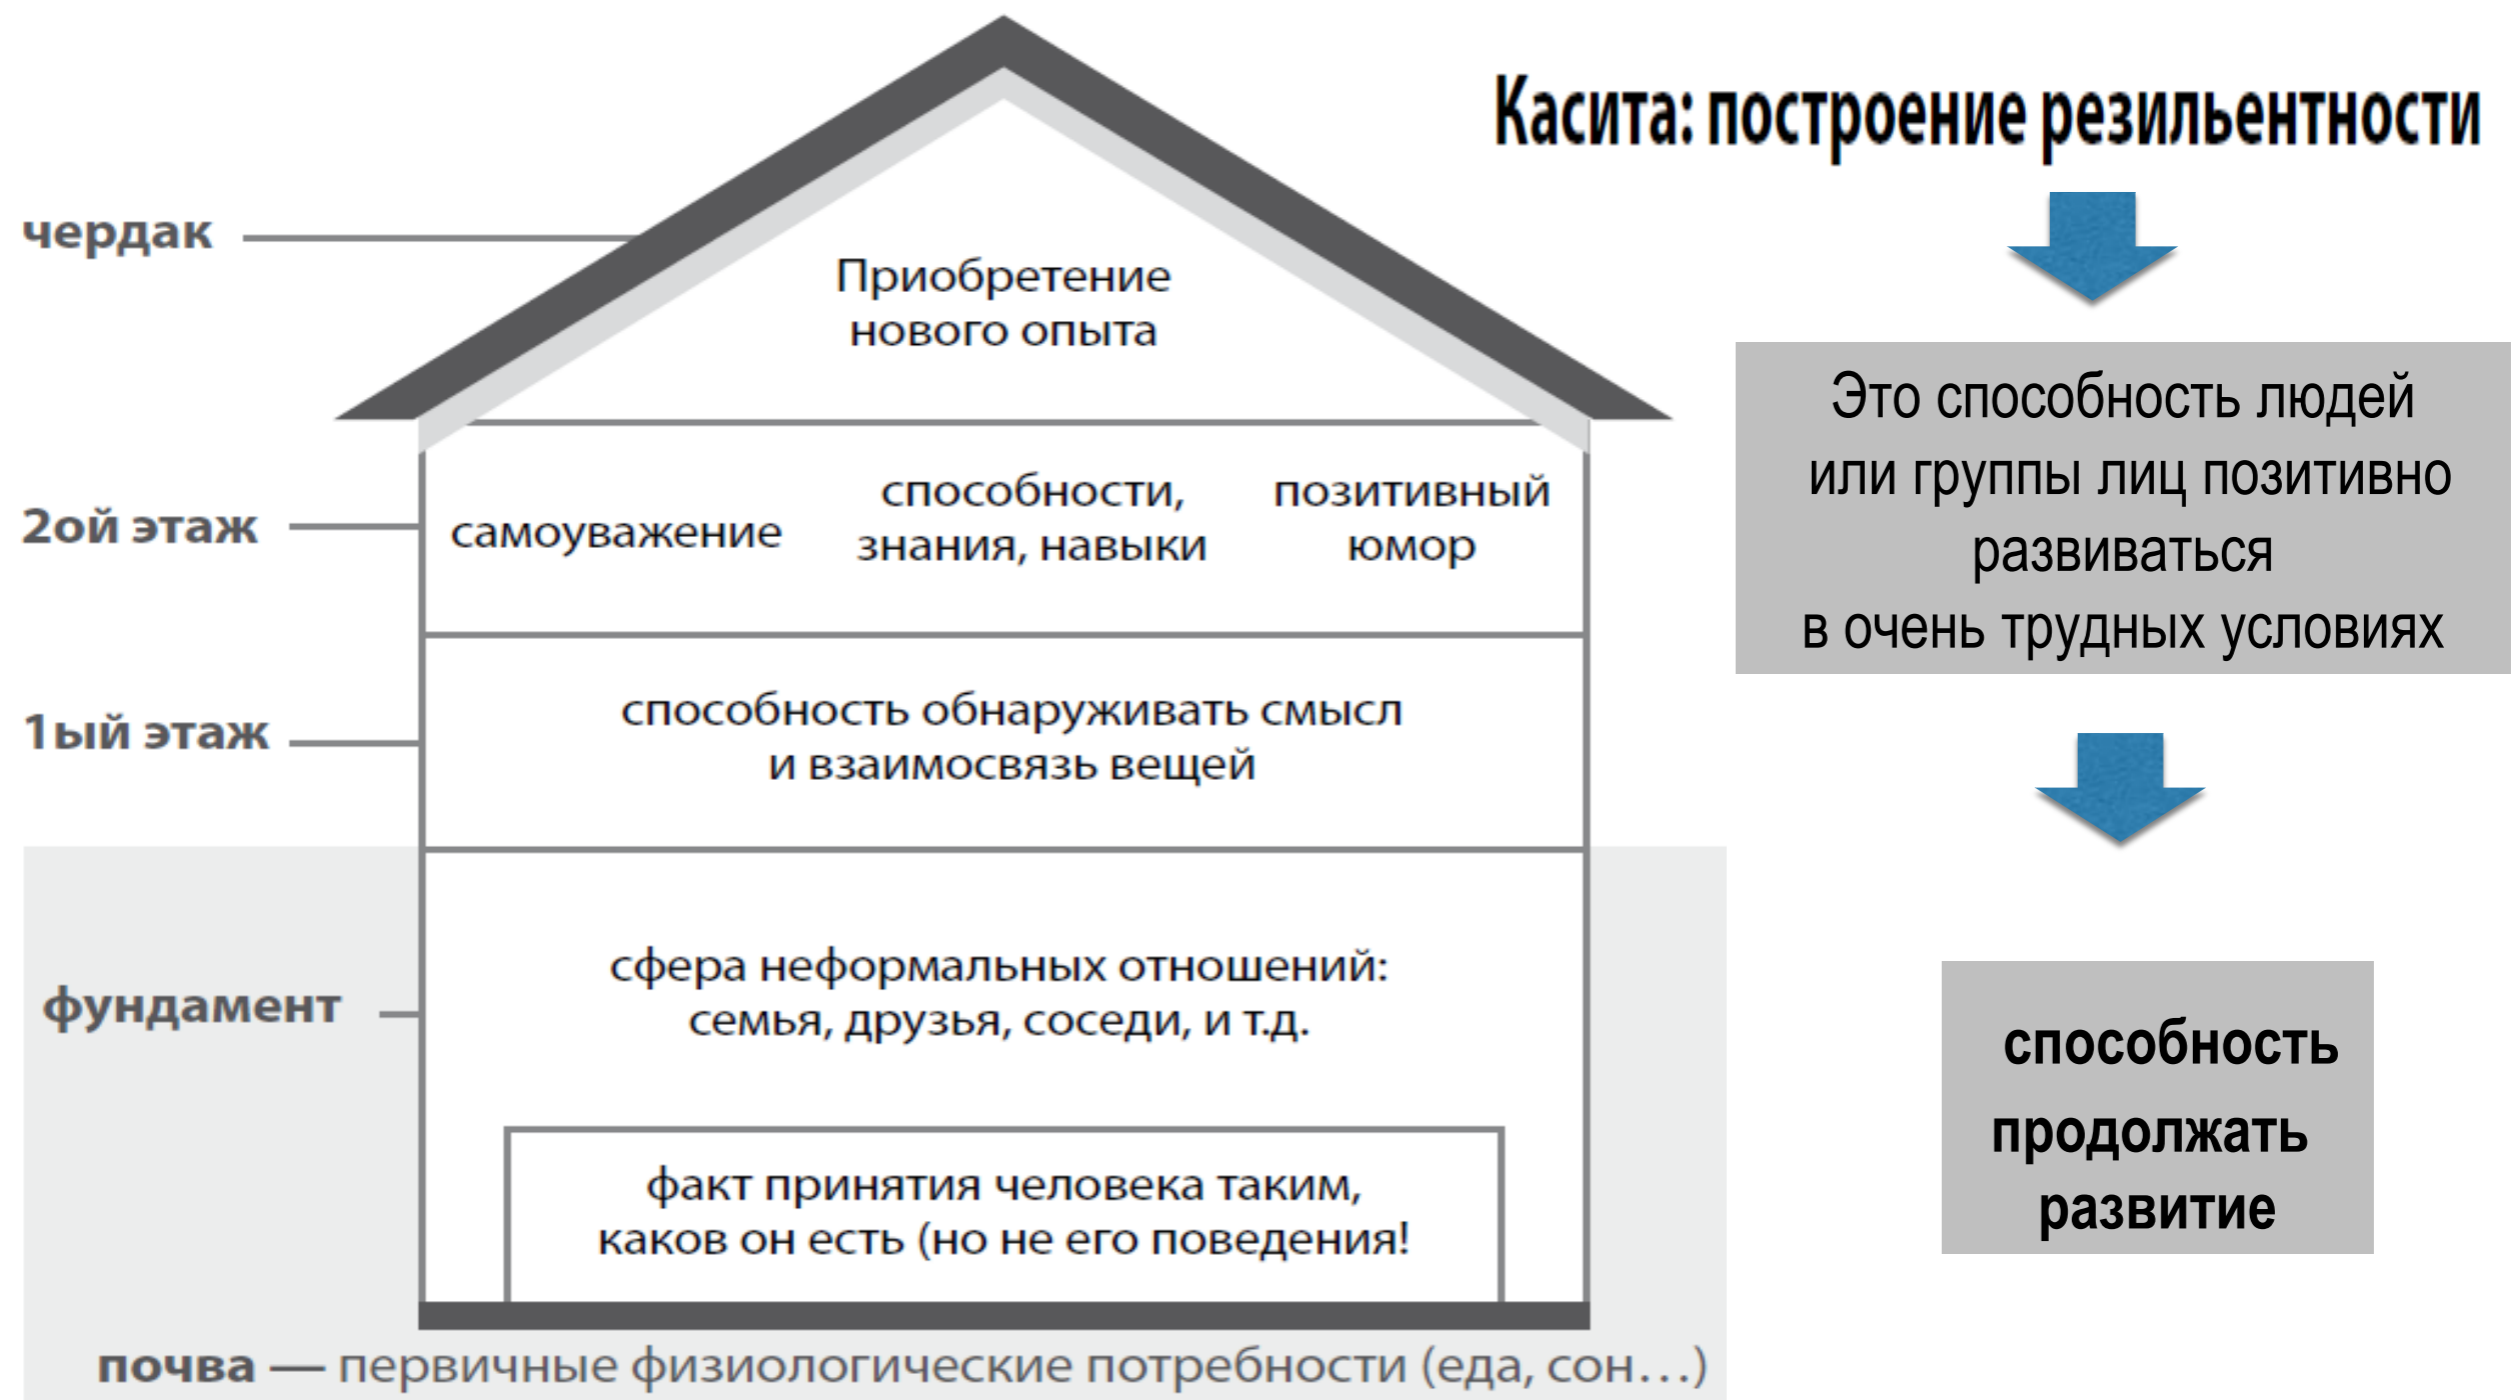 Касита: построение резильентности
чердак
Приобретение
нового опыта
2ой этаж
самоуважение
способности,
знания, навыки
позитивный
юмор
1ый этаж
способность обнаруживать смысл
и взаимосвязь вещей
фундамент
сфера неформальных отношений:
семья, друзья, соседи, и т.д.
факт принятия человека таким,
каков он есть (но не его поведения!
почва — первичные физиологические потребности (еда, сон…)
Это способность людей
или группы лиц позитивно
развиваться
в очень трудных условиях
способность
продолжать
развитие